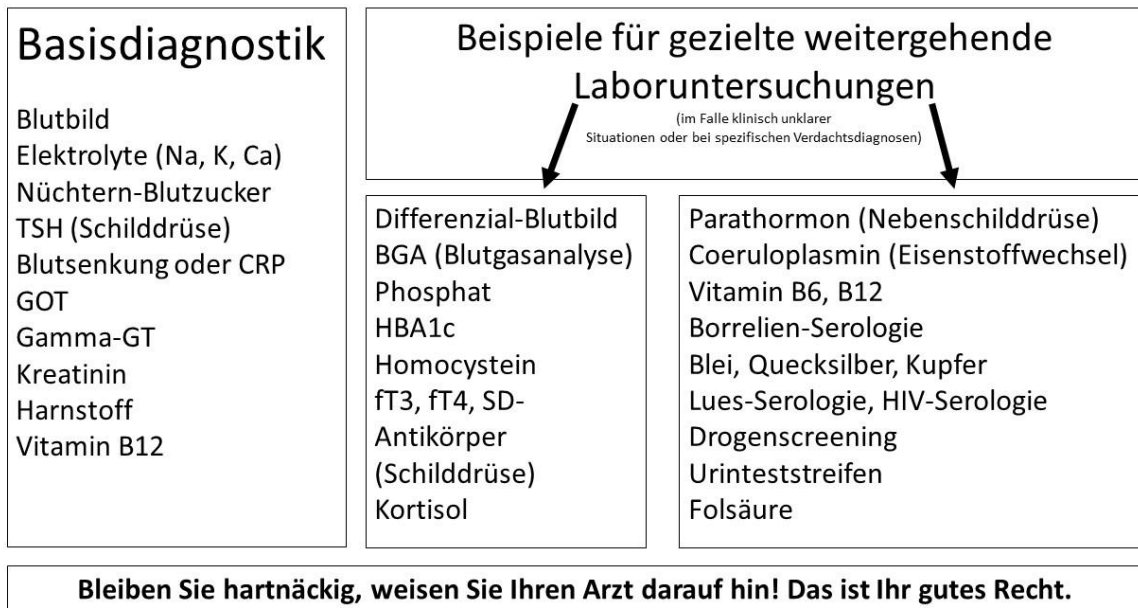 Basisdiagnostik
Blutbild
Elektrolyte (Na, K, Ca)
Nüchtern-Blutzucker
TSH (Schilddrüse)
Blutsenkung oder CRP
GOT
Gamma-GT
Kreatinin
Harnstoff
Vitamin B12
Beispiele für gezielte weitergehende
Laboruntersuchungen
(im Falle klinisch unklarer
Situationen oder bei spezifischen Verdachtsdiagnosen)
Differenzial-Blutbild
BGA (Blutgasanalyse)
Phosphat
HBA1c
Homocystein
fT3, fT4, SD-
Antikörper
(Schilddrüse)
Kortisol
Parathormon (Nebenschilddrüse)
Coeruloplasmin (Eisenstoffwechsel)
Vitamin B6, B12
Borrelien-Serologie
Blei, Quecksilber, Kupfer
Lues-Serologie, HIV-Serologie
Drogenscreening
Urinteststreifen
Folsäure
Bleiben Sie hartnäckig, weisen Sie Ihren Arzt darauf hin! Das ist Ihr gutes Recht.